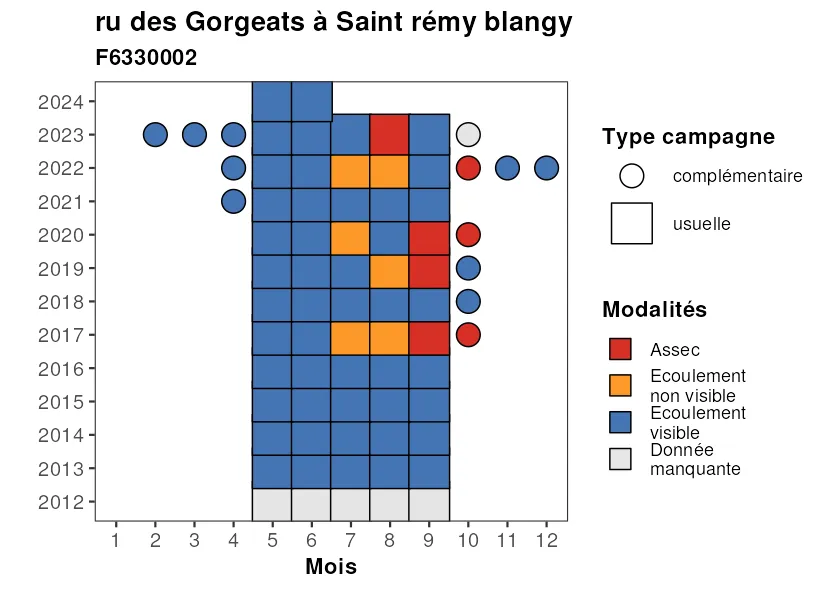 ru des Gorgeats à Saint rémy blangy
F6330002
2024
2023
2022
2021
2020
2019
2018
2017
2016
2015
2014
2013
2012
1 2 3 4 5 6 7 8 9 10 11 12
Mois
Type campagne
complémentaire
usuelle
Modalités
Assec
Ecoulement
non visible
Ecoulement
visible
Donnée
manquante